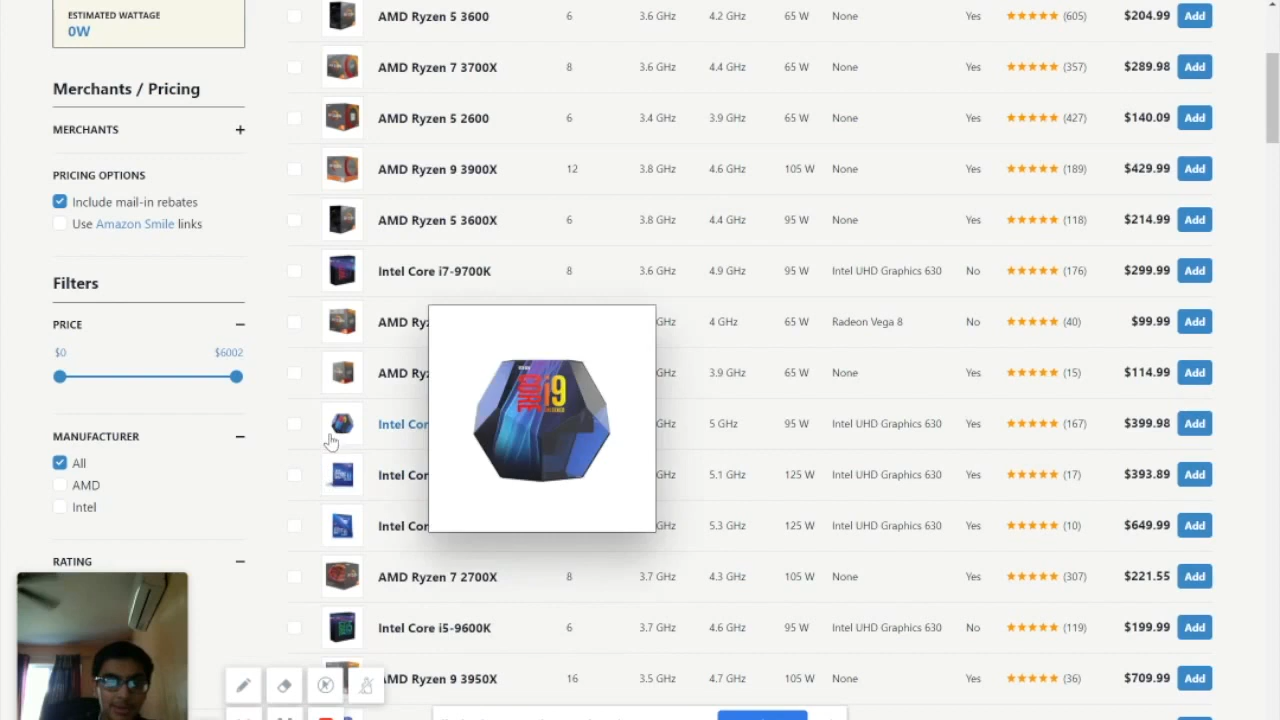 ESTIMATED WATTAGE
0W
Merchants / Pricing
MERCHANTS +
PRICING OPTIONS
Include mail-in rebates
Use Amazon Smile links
Filters
PRICE
$0 $6002
MANUFACTURER
All
AMD
Intel
RATING
AMD Ryzen 5 3600 6 3.6 GHz 4.2 GHz 65 W None Yes (605) $204.99 Add
AMD Ryzen 7 3700X 8 3.6 GHz 4.4 GHz 65 W None Yes (357) $289.98 Add
AMD Ryzen 5 2600 6 3.4 GHz 3.9 GHz 65 W None Yes (427) $140.09 Add
AMD Ryzen 9 3900X 12 3.8 GHz 4.6 GHz 105 W None Yes (189) $429.99 Add
AMD Ryzen 5 3600X 6 3.8 GHz 4.4 GHz 95 W None Yes (118) $214.99 Add
Intel Core i7-9700K 8 3.6 GHz 4.9 GHz 95 W Intel UHD Graphics 630 No (176) $299.99 Add
AMD Ry GHz 4 GHz 65 W Radeon Vega 8 No (40) $99.99 Add
AMD Ry GHz 3.9 GHz 65 W None Yes (15) $114.99 Add
Intel Cor GHz 5 GHz 95 W Intel UHD Graphics 630 Yes (167) $399.98 Add
Intel Cor GHz 5.1 GHz 125 W Intel UHD Graphics 630 Yes (17) $393.89 Add
Intel Cor GHz 5.3 GHz 125 W Intel UHD Graphics 630 Yes (10) $649.99 Add
AMD Ryzen 7 2700X 8 3.7 GHz 4.3 GHz 105 W None Yes (307) $221.55 Add
Intel Core i5-9600K 6 3.7 GHz 4.6 GHz 95 W Intel UHD Graphics 630 No (119) $199.99 Add
AMD Ryzen 9 3950X 16 3.5 GHz 4.7 GHz 105 W None Yes (36) $709.99 Add
CORE i9